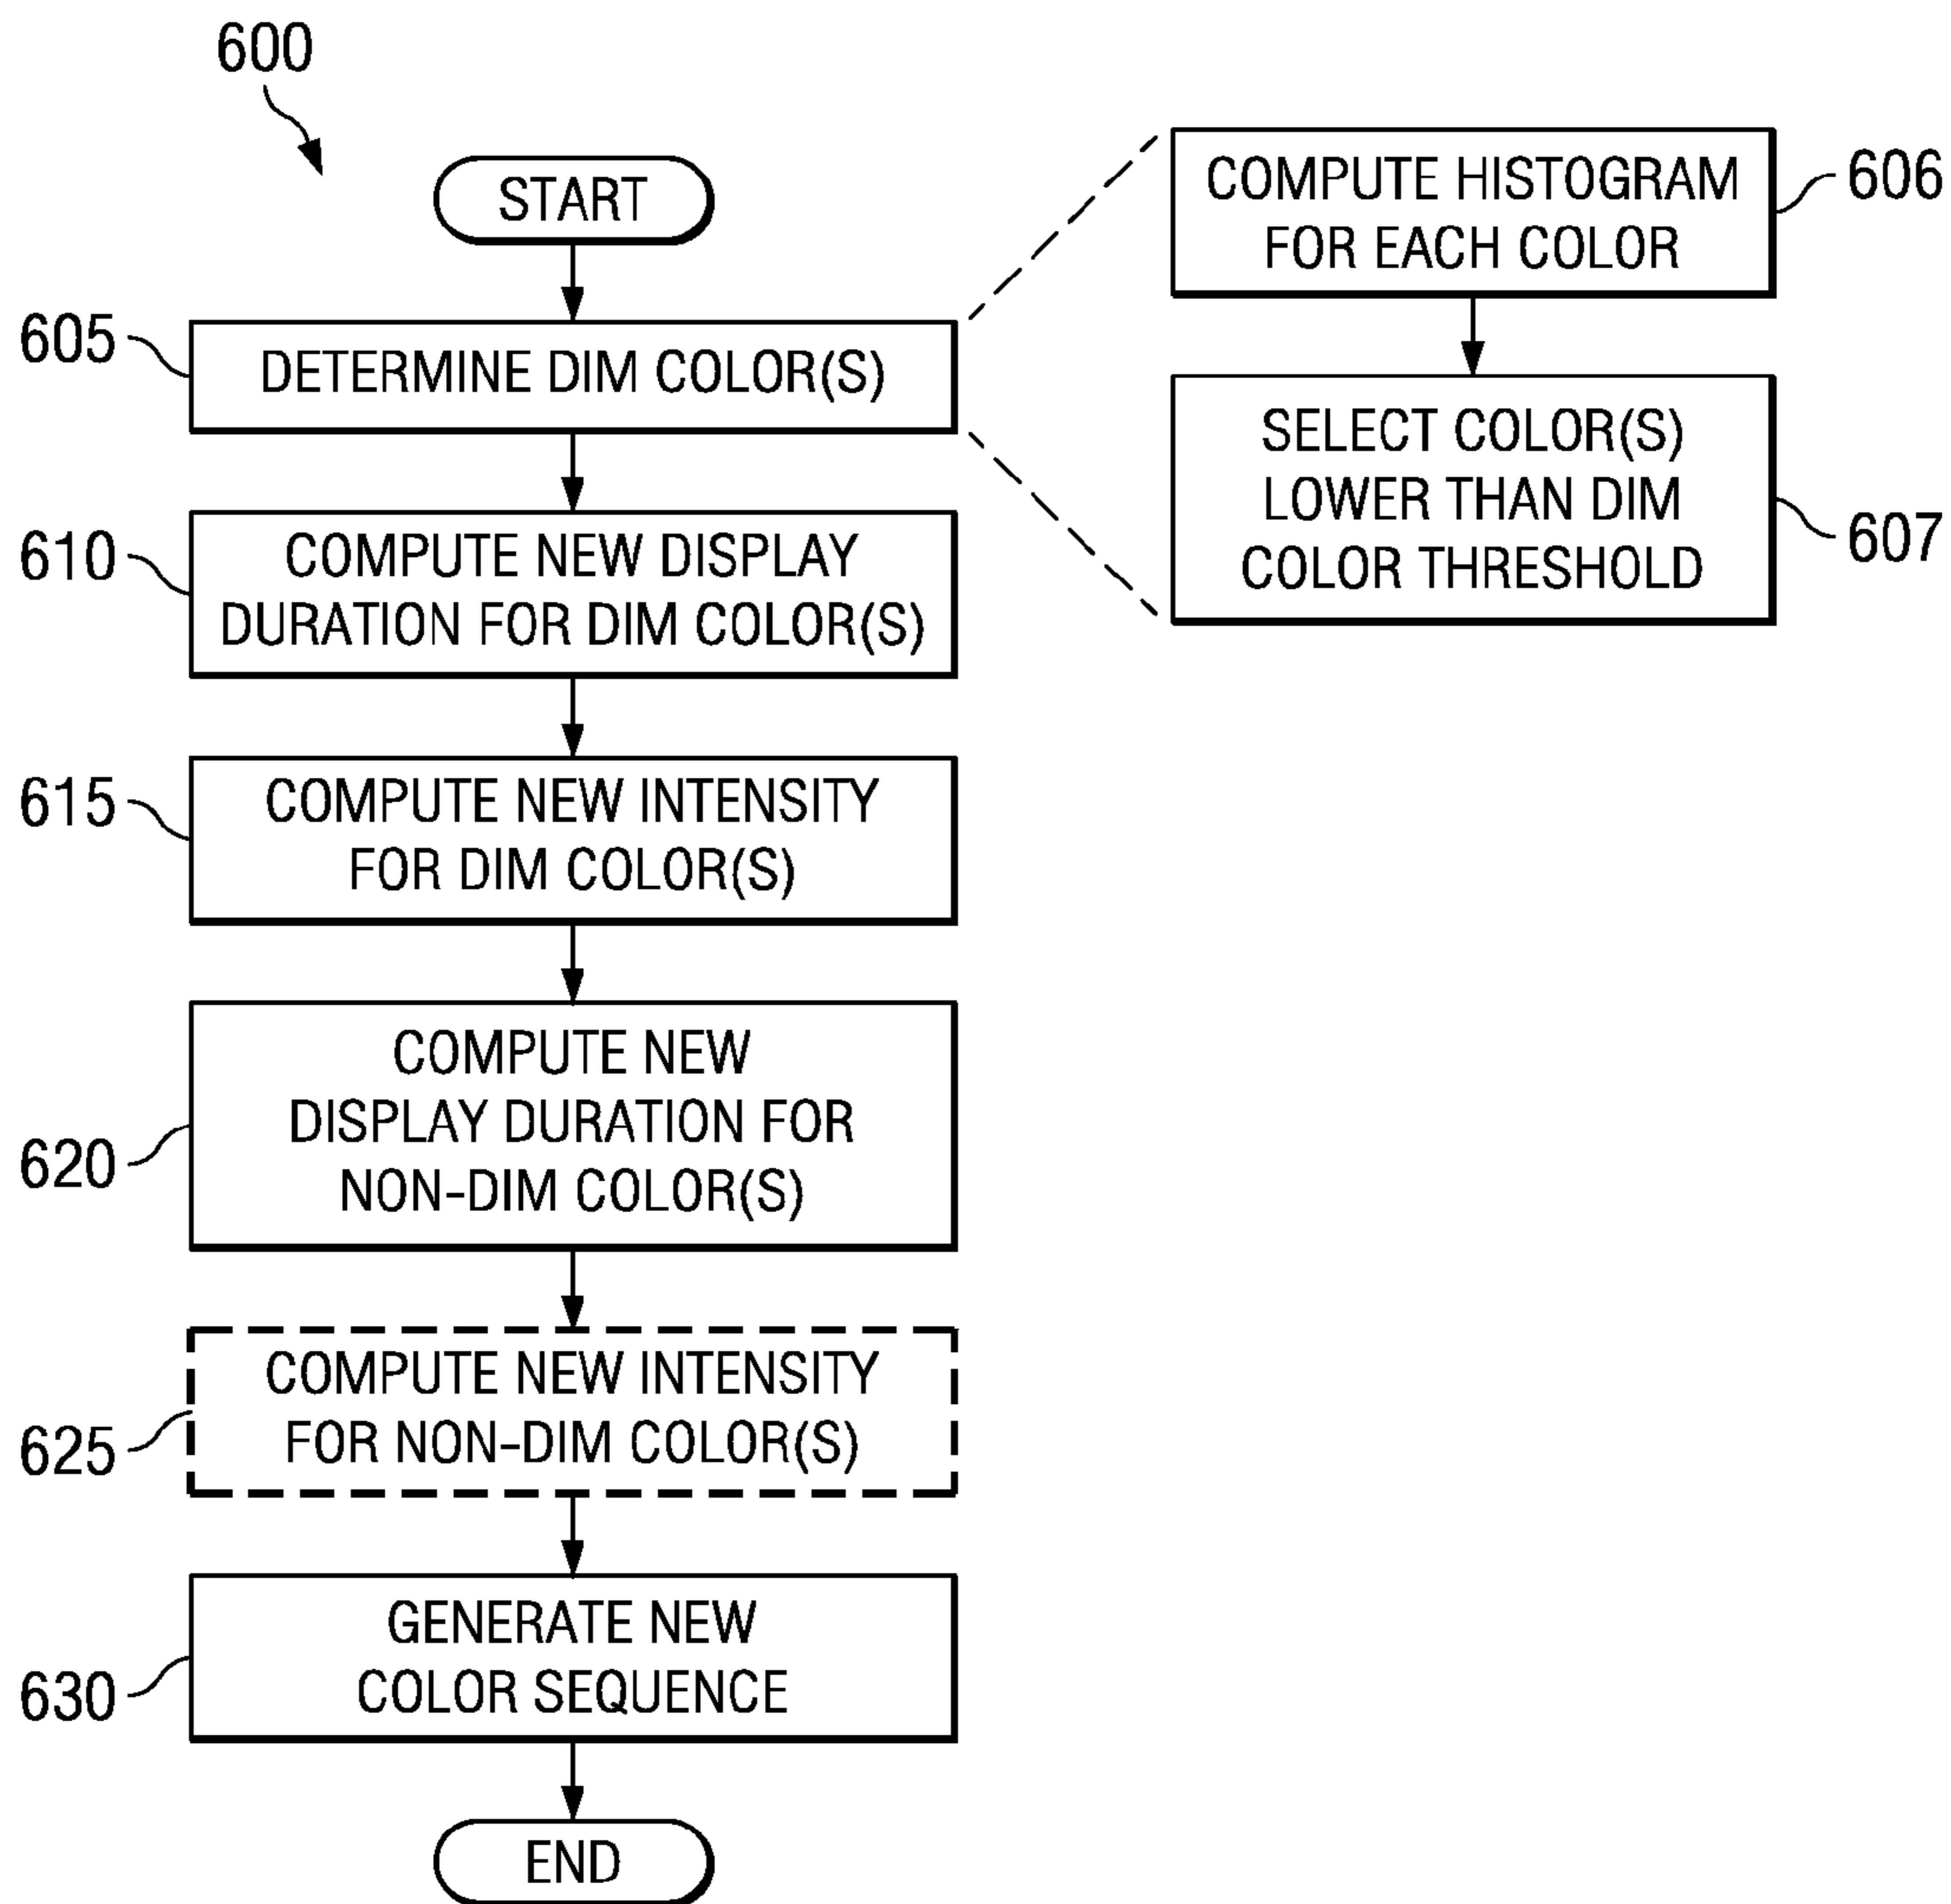 600
START
605
DETERMINE DIM COLOR(S)
COMPUTE HISTOGRAM
FOR EACH COLOR
606
SELECT COLOR(S)
LOWER THAN DIM
COLOR THRESHOLD
607
610
COMPUTE NEW DISPLAY
DURATION FOR DIM COLOR(S)
615
COMPUTE NEW INTENSITY
FOR DIM COLOR(S)
620
COMPUTE NEW
DISPLAY DURATION FOR
NON-DIM COLOR(S)
625
COMPUTE NEW INTENSITY
FOR NON-DIM COLOR(S)
630
GENERATE NEW
COLOR SEQUENCE
END